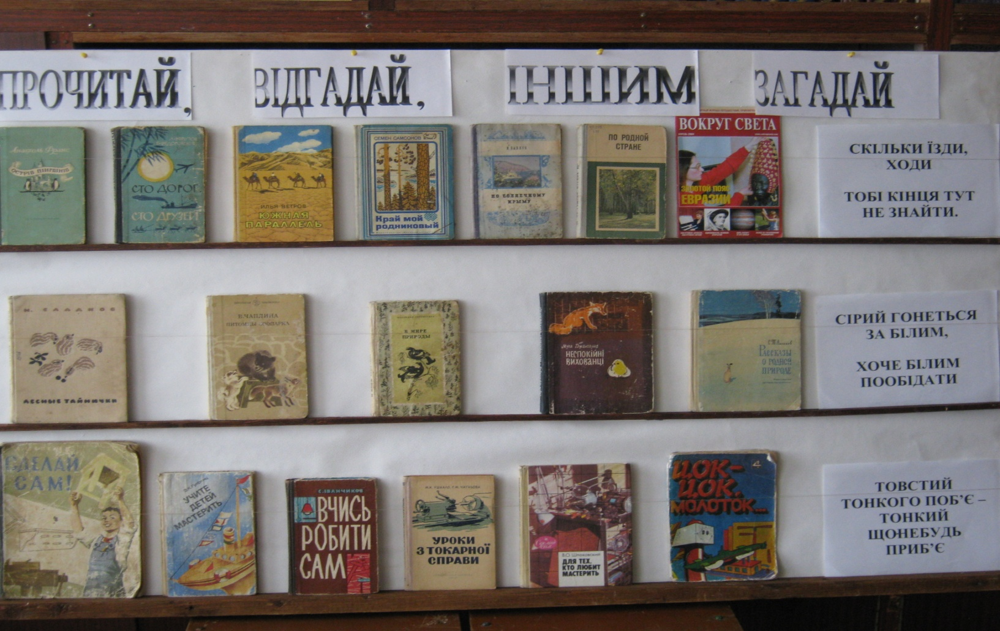 ПРОЧИТАЙ, ВІДГАДАЙ, ІНШИМ ЗАГАДАЙ
Анатоль Франс
ОСТРІВ ПІНГВІНІВ
СТО ДОРОГ
СТО ДРУЗЕЙ
ИЛЬЯ ВЕТРОВ
ЮЖНАЯ
ПАРАЛЛЕЛЬ
СЕМЕН САМСОНОВ
Край мой
родниковый
ПО СОЛНЕЧНОМУ
КРЫМУ
ПО РОДНОЙ
СТРАНЕ
ВОКРУГ СВЕТА
ЗОЛОТОЙ ПОЯС
ЕВРАЗИИ
СКІЛЬКИ ЇЗДИ,
ХОДИ
ТОБІ КІНЦЯ ТУТ
НЕ ЗНАЙТИ.
Н. СЛАДКОВ
ЛЕСНЫЕ ТАЙНИЧКИ
В.ЧАПЛИНА
ПИТОМЦЫ ЗООПАРКА
В МИРЕ
ПРИРОДЫ
НЕСПОКІЙНІ
ВИХОВАНЦІ
РАССКАЗЫ
О РОДНОЙ
ПРИРОДЕ
СІРИЙ ГОНЕТЬСЯ
ЗА БІЛИМ,
ХОЧЕ БІЛИМ
ПООБІДАТИ
СДЕЛАЙ
САМ!
УЧИТЕ
ДЕТЕЙ
МАСТЕРИТЬ
С.ІВАНЧИКОВ
ВЧИСЬ
РОБИТИ
САМ
УРОКИ
З ТОКАРНОЇ
СПРАВИ
ДЛЯ ТЕХ,
КТО ЛЮБИТ
МАСТЕРИТЬ
ЦОК-
ЦОК,
МОЛОТОК...
ТОВСТИЙ
ТОНКОГО ПОБ’Є –
ТОНКИЙ
ЩОНЕБУДЬ
ПРИБ’Є